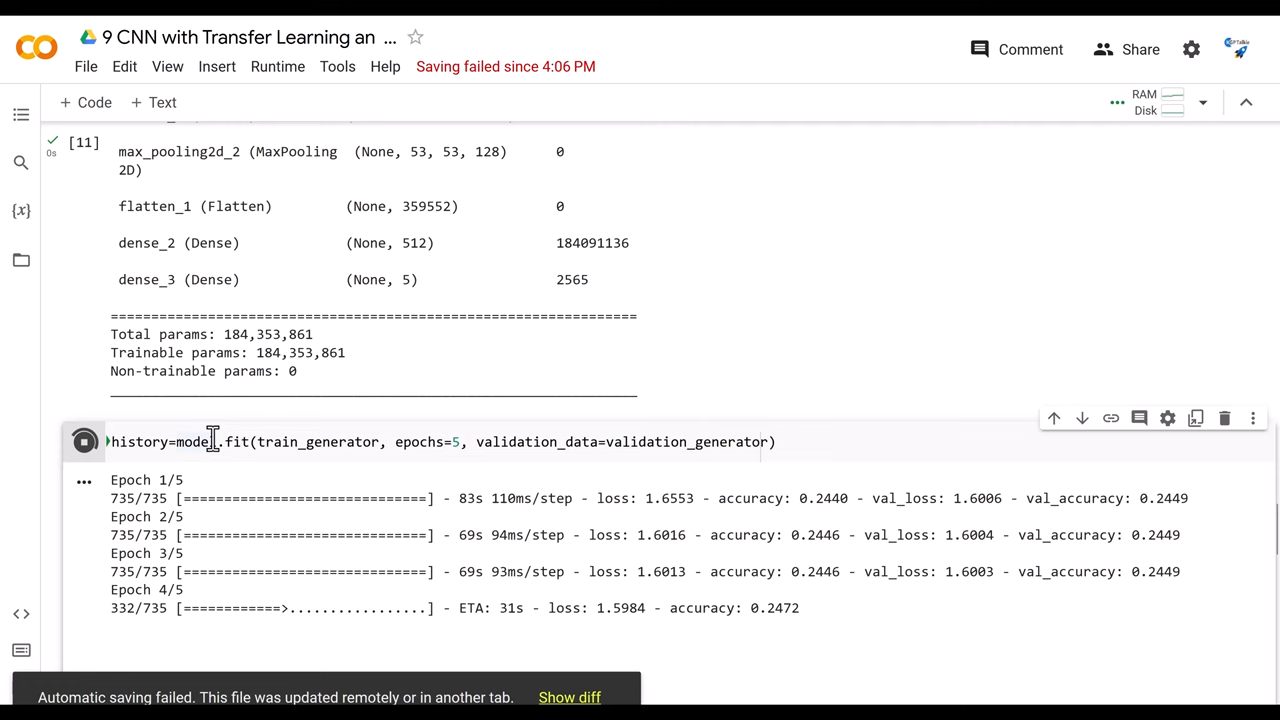 CO
9 CNN with Transfer Learning an ...
Comment
Share
File Edit View Insert Runtime Tools Help Saving failed since 4:06 PM
+ Code + Text
RAM
Disk
[11]
0s
max_pooling2d_2 (MaxPooling (None, 53, 53, 128) 0
2D)
flatten_1 (Flatten) (None, 359552) 0
dense_2 (Dense) (None, 512) 184091136
dense_3 (Dense) (None, 5) 2565
=================================================================
Total params: 184,353,861
Trainable params: 184,353,861
Non-trainable params: 0
_________________________________________________________________
history=model.fit(train_generator, epochs=5, validation_data=validation_generator)
Epoch 1/5
735/735 [==============================] - 83s 110ms/step - loss: 1.6553 - accuracy: 0.2440 - val_loss: 1.6006 - val_accuracy: 0.2449
Epoch 2/5
735/735 [==============================] - 69s 94ms/step - loss: 1.6016 - accuracy: 0.2446 - val_loss: 1.6004 - val_accuracy: 0.2449
Epoch 3/5
735/735 [==============================] - 69s 93ms/step - loss: 1.6013 - accuracy: 0.2446 - val_loss: 1.6003 - val_accuracy: 0.2449
Epoch 4/5
332/735 [============>.................] - ETA: 31s - loss: 1.5984 - accuracy: 0.2472
Automatic saving failed. This file was updated remotely or in another tab. Show diff